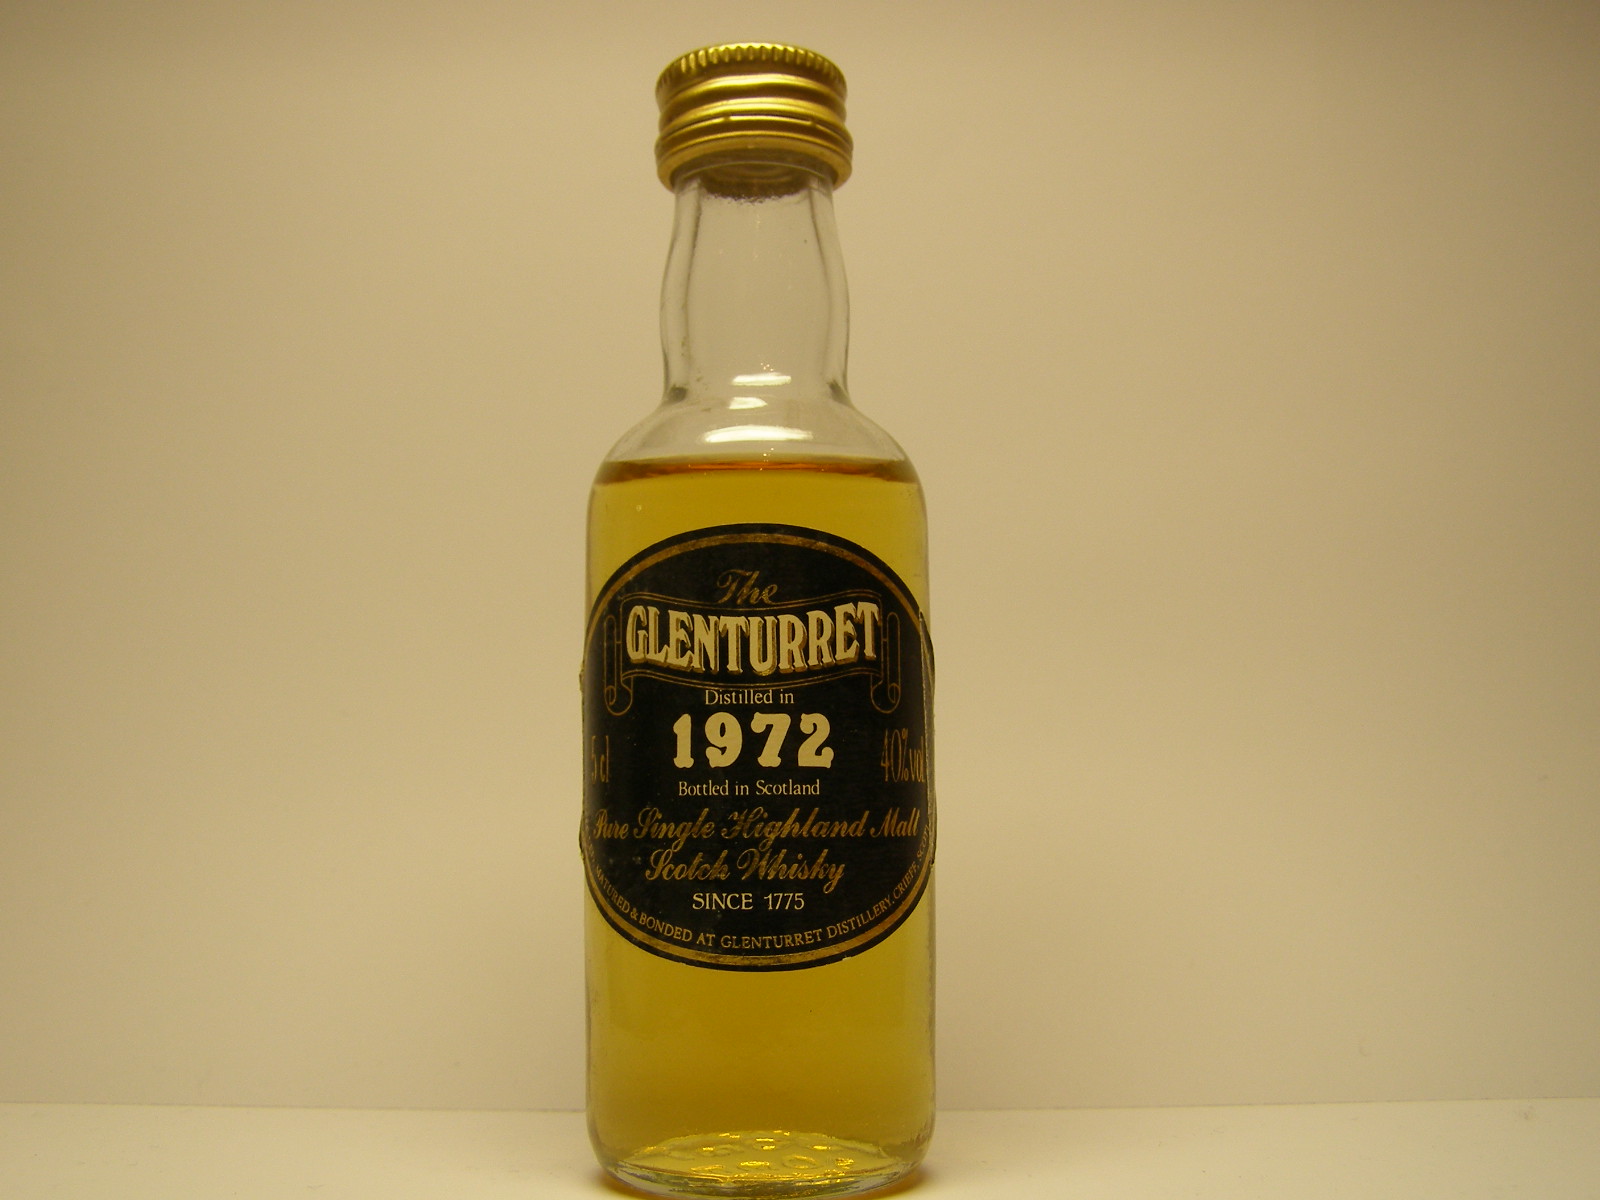 The
GLENTURRET
Distilled in
1972
5cl
40%vol
Bottled in Scotland
Pure Single Highland Malt
Scotch Whisky
SINCE 1775
MATURED & BONDED AT GLENTURRET DISTILLERY, CRIEFF,